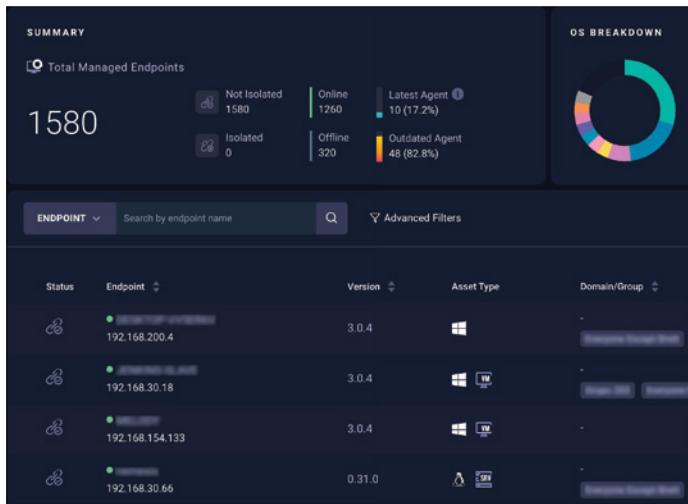 SUMMARY
Total Managed Endpoints
1580
Not Isolated
1580
Isolated
0
Online
1260
Offline
320
Latest Agent
10 (17.2%)
Outdated Agent
48 (82.8%)
OS BREAKDOWN
ENDPOINT
Search by endpoint name
Advanced Filters
Status Endpoint Version Asset Type Domain/Group
192.168.200.4 3.0.4 -
192.168.30.18 3.0.4 VM -
192.168.154.133 3.0.4 VM -
192.168.30.66 0.31.0 SRV -